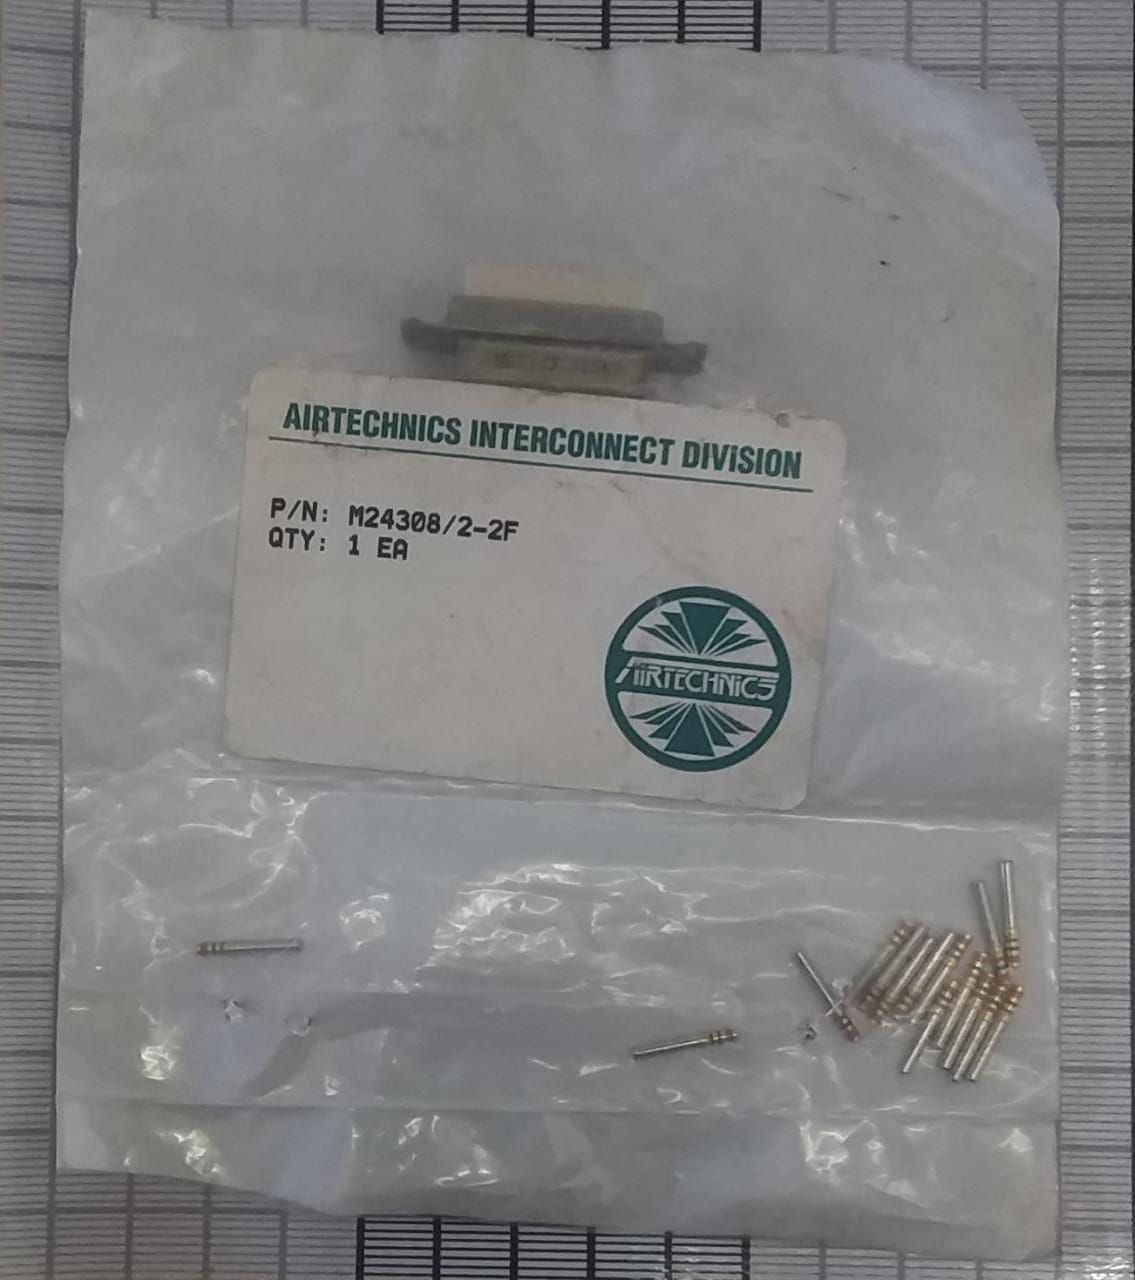 AIRTECHNICS INTERCONNECT DIVISION
P/N: M24308/2-2F
QTY: 1 EA
AIRTECHNICS